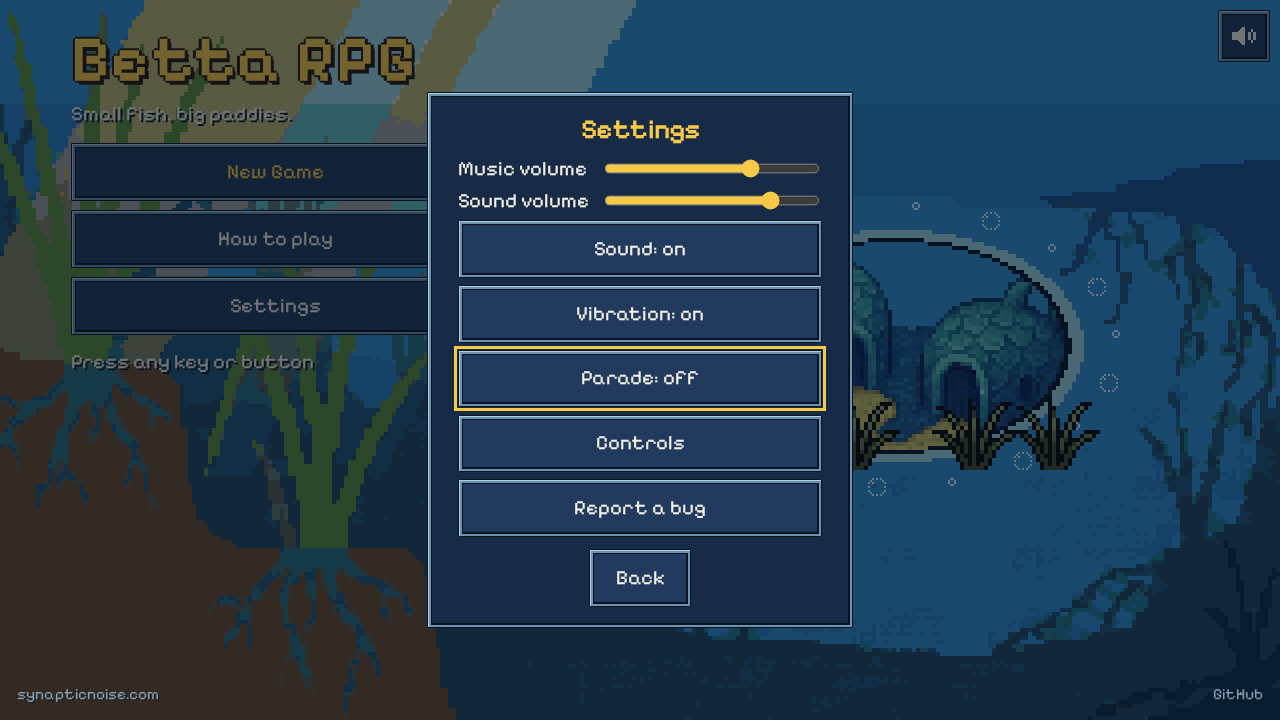 Betta RPG
Small fish, big paddies.
New Game
How to play
Settings
Press any key or button
Settings
Music volume
Sound volume
Sound: on
Vibration: on
Parade: off
Controls
Report a bug
Back
synapticnoise.com
GitHub